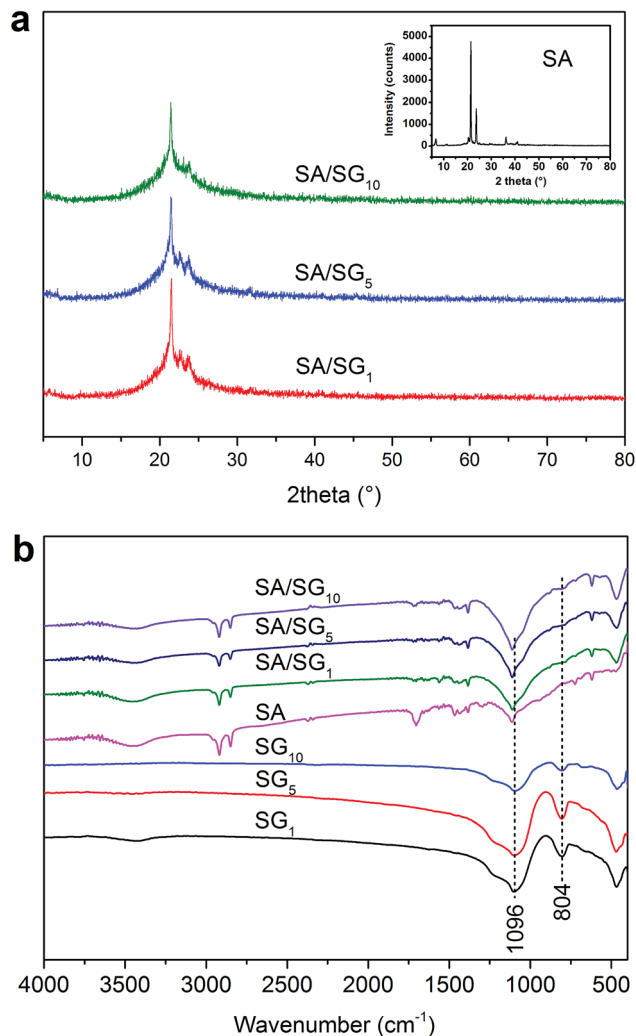 a
5000
4000
3000
2000
1000
0
Intensity (counts)
SA
10 20 30 40 50 60 70 80
2 theta (°)
SA/SG10
SA/SG5
SA/SG1
10 20 30 40 50 60 70 80
2theta (°)
b
SA/SG10
SA/SG5
SA/SG1
SA
SG10
SG5
SG1
1096
804
4000 3500 3000 2500 2000 1500 1000 500
Wavenumber (cm-1)